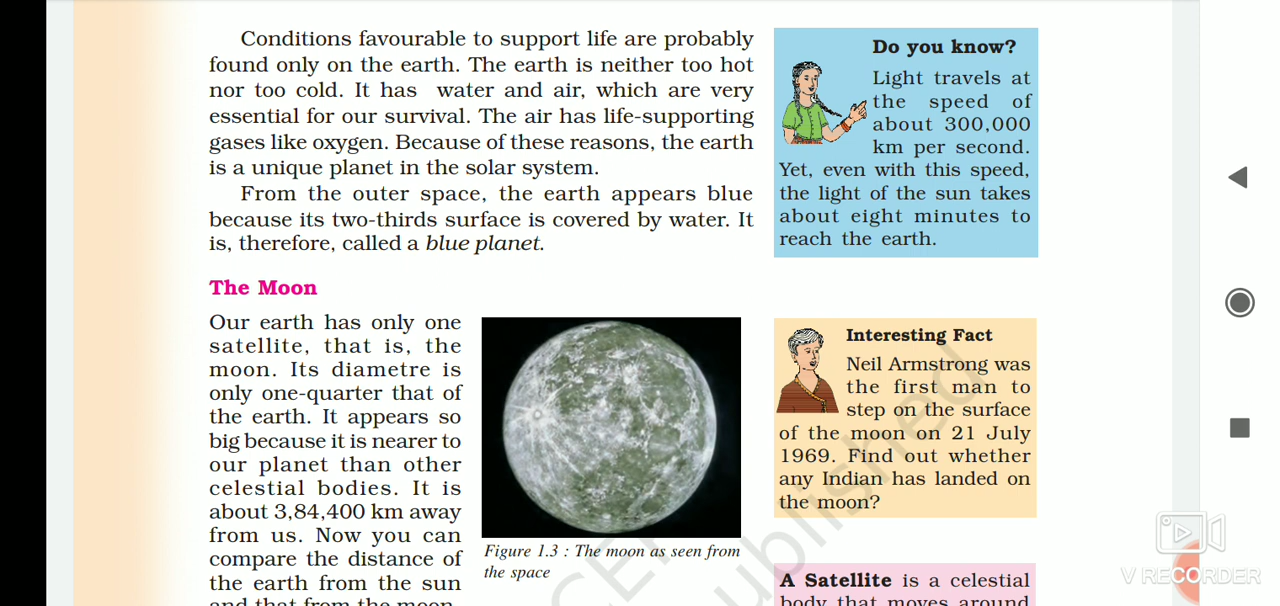 Conditions favourable to support life are probably
found only on the earth. The earth is neither too hot
nor too cold. It has water and air, which are very
essential for our survival. The air has life-supporting
gases like oxygen. Because of these reasons, the earth
is a unique planet in the solar system.
From the outer space, the earth appears blue
because its two-thirds surface is covered by water. It
is, therefore, called a blue planet.
The Moon
Our earth has only one
satellite, that is, the
moon. Its diametre is
only one-quarter that of
the earth. It appears so
big because it is nearer to
our planet than other
celestial bodies. It is
about 3,84,400 km away
from us. Now you can
compare the distance of
the earth from the sun
and that from the moon.
Figure 1.3 : The moon as seen from
the space
Do you know?
Light travels at
the speed of
about 300,000
km per second.
Yet, even with this speed,
the light of the sun takes
about eight minutes to
reach the earth.
Interesting Fact
Neil Armstrong was
the first man to
step on the surface
of the moon on 21 July
1969. Find out whether
any Indian has landed on
the moon?
A Satellite is a celestial
body that moves around
V RECORDER